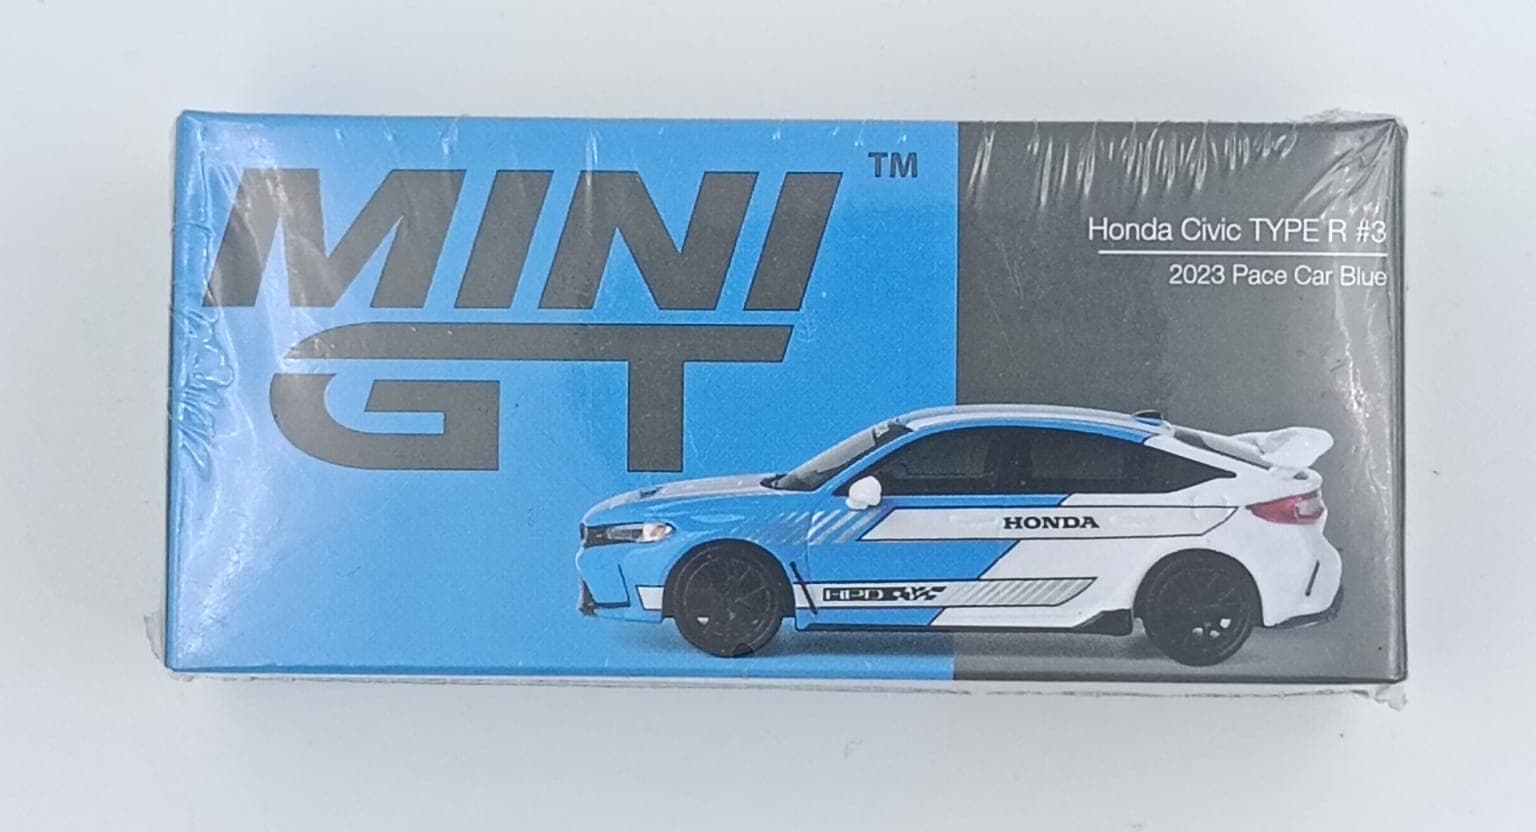 MINI
GT
TM
Honda Civic TYPE R #3
2023 Pace Car Blue
HONDA
HPD